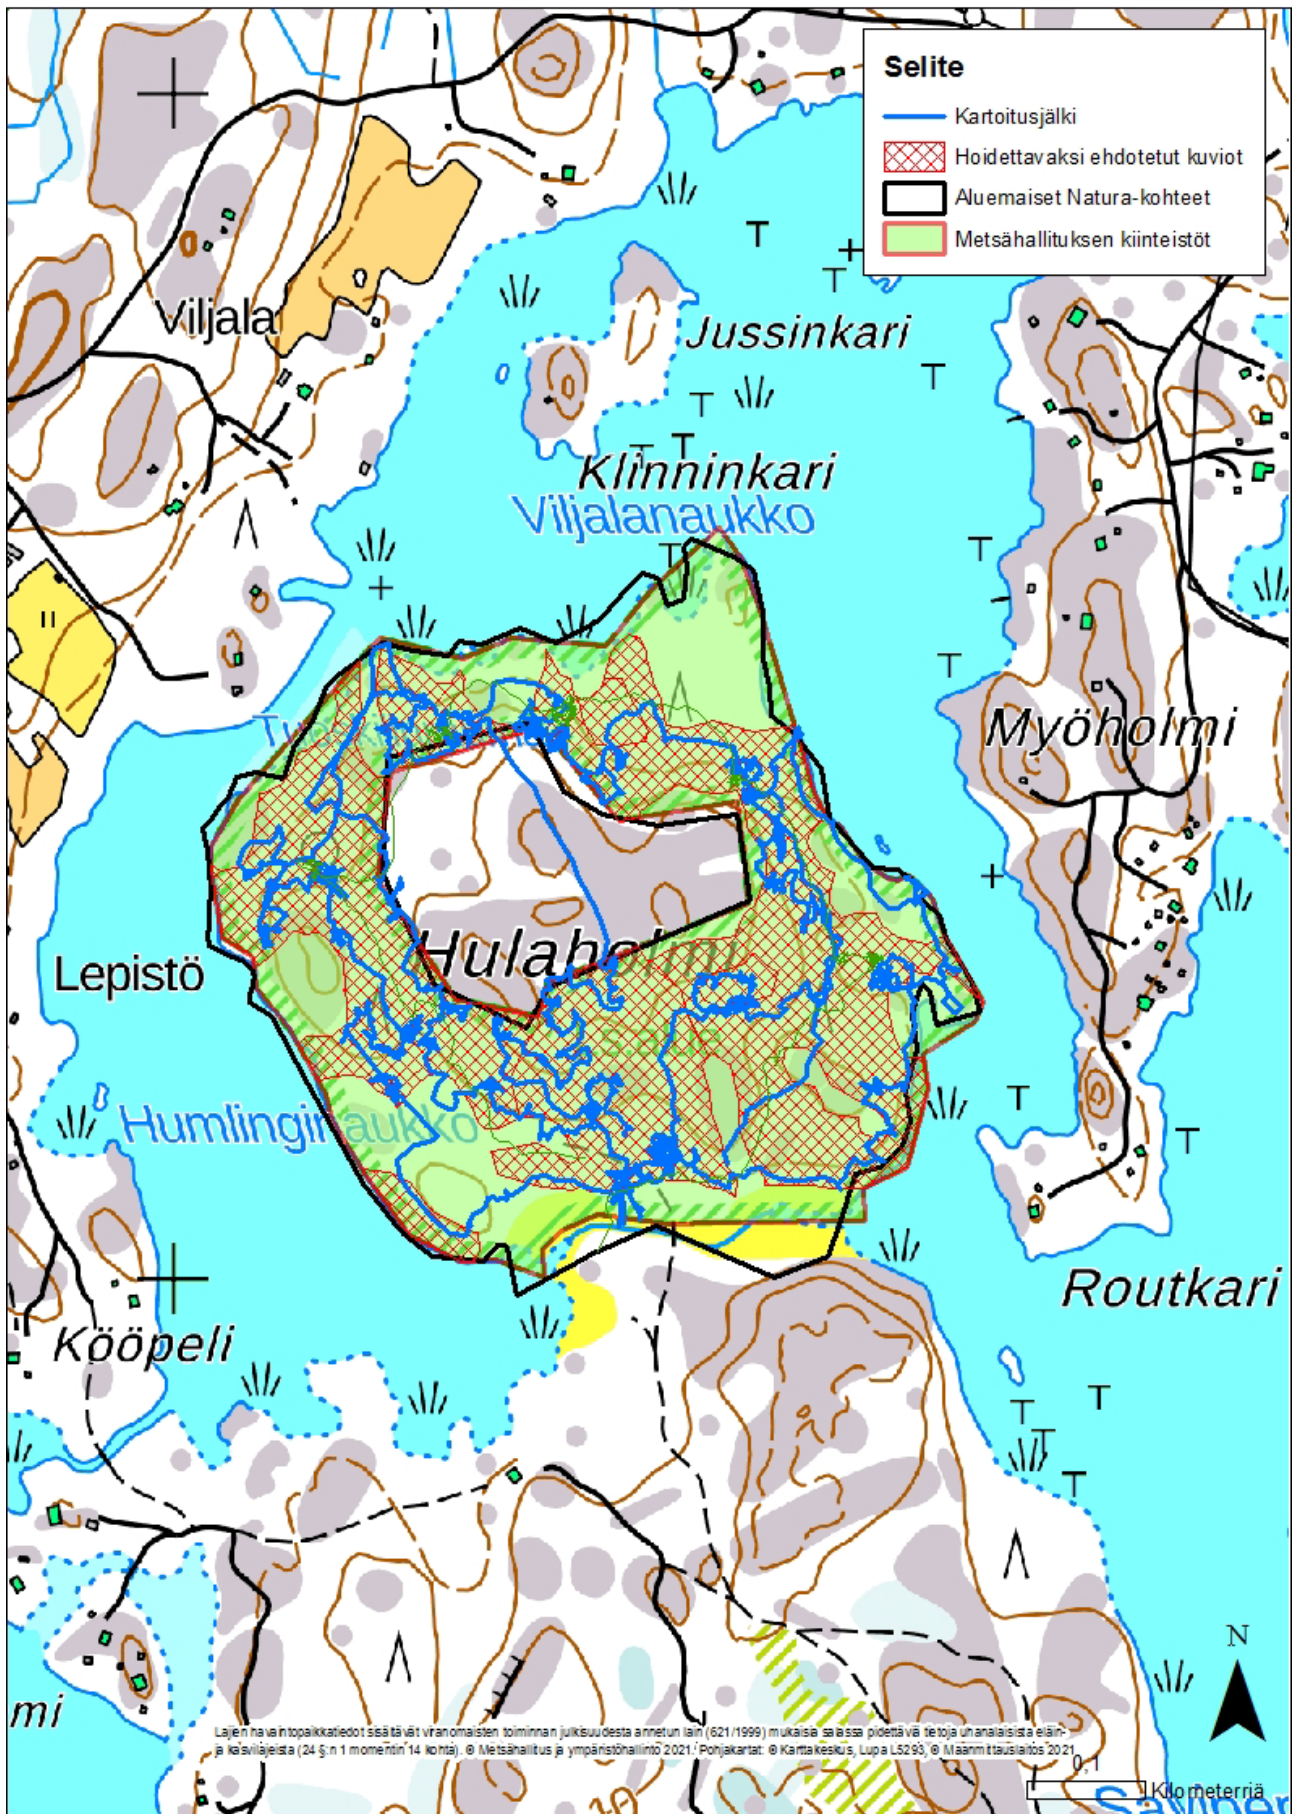 Selite
Kartoitusjälki
Hoidettavaksi ehdotetut kuviot
Aluemaiset Natura-kohteet
Metsähallituksen kiinteistöt
Viljala
Jussinkari
Klinninkari
Viljalanaukko
Myöholmi
Hulaholmi
Lepistö
s.alue
Humlinginaukko
Routkari
Kööpeli
N
mi
Lajien havaintopaikkatiedot sisältävät viranomaisten toiminnan julkisuudesta annetun lain (621/1999) mukaisia salassa pidettäviä tietoja uhanalaisista eläin-
ja kasvilajeista (24 §:n 1 momentin 14 kohta). © Metsähallitus ja ympäristöhallinto 2021. Pohjakartat: © Karttakeskus, Lupa L5293, © Maanmittauslaitos 2021
0,1
Kilometerriä